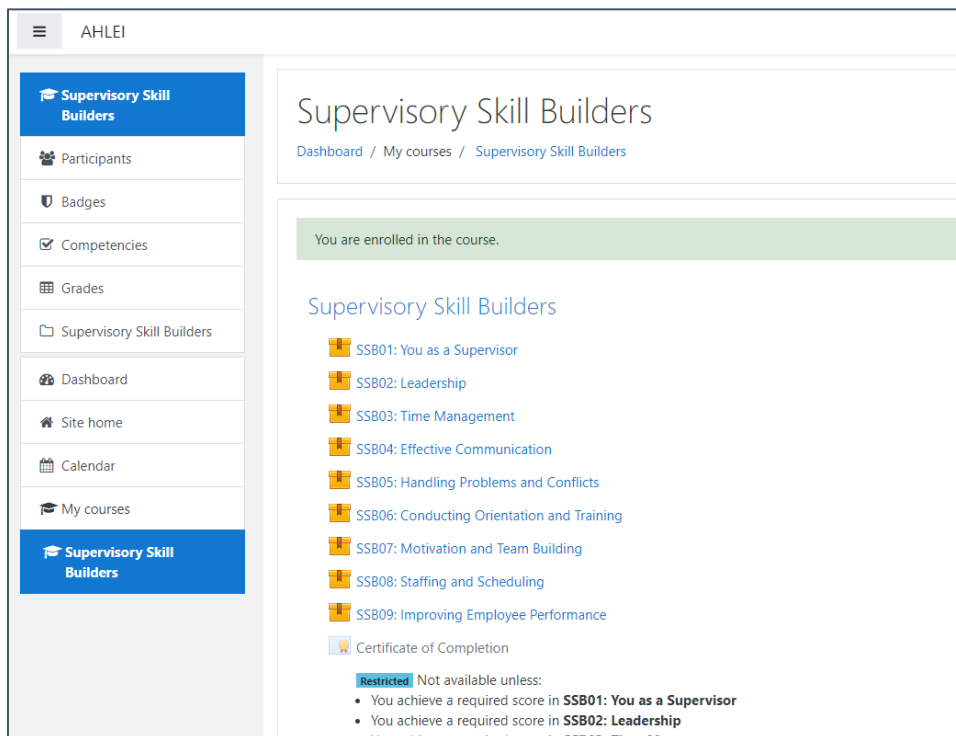 AHLEI
Supervisory Skill
Builders
Participants
Badges
Competencies
Grades
Supervisory Skill Builders
Dashboard
Site home
Calendar
My courses
Supervisory Skill
Builders
Supervisory Skill Builders
Dashboard / My courses / Supervisory Skill Builders
You are enrolled in the course.
Supervisory Skill Builders
SSB01: You as a Supervisor
SSB02: Leadership
SSB03: Time Management
SSB04: Effective Communication
SSB05: Handling Problems and Conflicts
SSB06: Conducting Orientation and Training
SSB07: Motivation and Team Building
SSB08: Staffing and Scheduling
SSB09: Improving Employee Performance
Certificate of Completion
Restricted Not available unless:
• You achieve a required score in SSB01: You as a Supervisor
• You achieve a required score in SSB02: Leadership